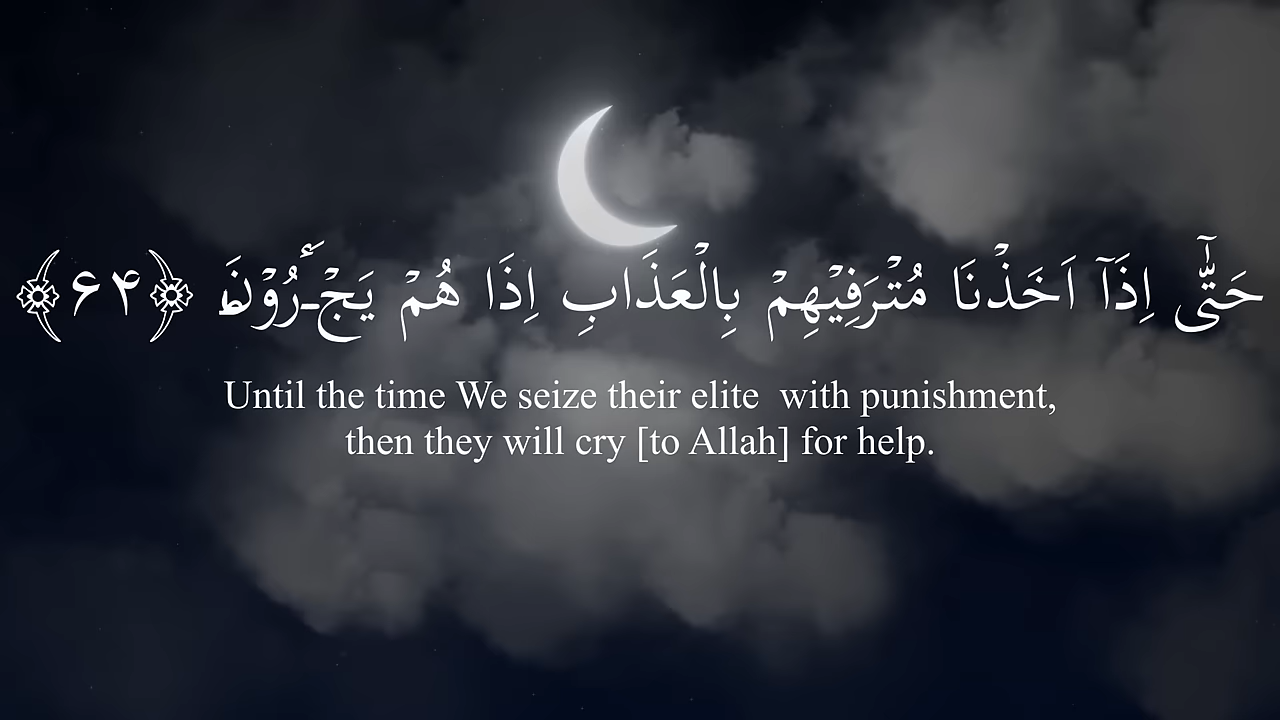 حَتّٰٓى اِذَاۤ اَخَذۡنَا مُتۡرَفِيۡهِمۡ بِالۡعَذَابِ اِذَا هُمۡ يَجۡـَٔرُوۡنَؕ ﴿۶۴﴾
Until the time We seize their elite  with punishment,
then they will cry [to Allah] for help.